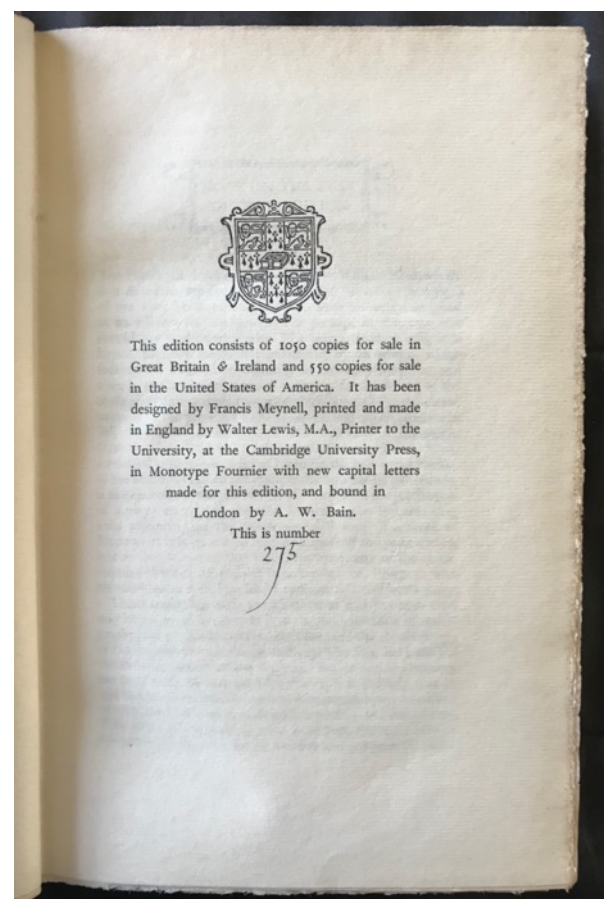 This edition consists of 1050 copies for sale in
Great Britain & Ireland and 550 copies for sale
in the United States of America. It has been
designed by Francis Meynell, printed and made
in England by Walter Lewis, M.A., Printer to the
University, at the Cambridge University Press,
in Monotype Fournier with new capital letters
made for this edition, and bound in
London by A. W. Bain.
This is number
275